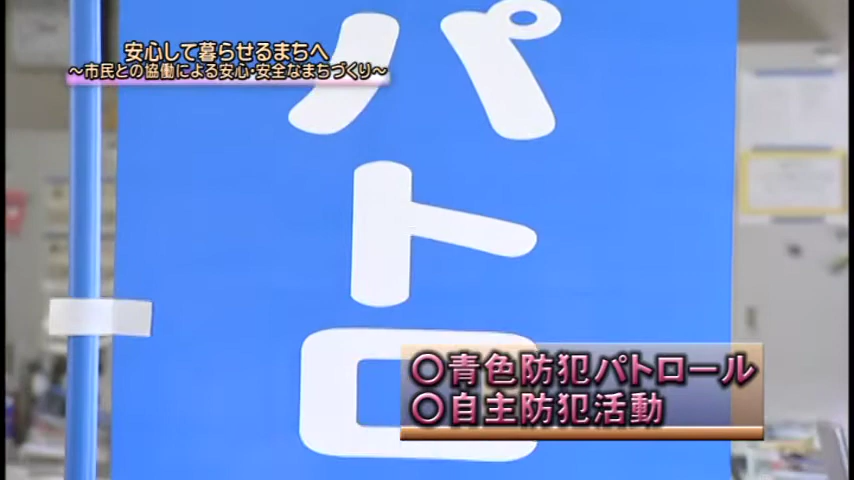 安心して暮らせるまちへ
～市民との協働による安心・安全なまちづくり～
パトロ
○青色防犯パトロール
○自主防犯活動